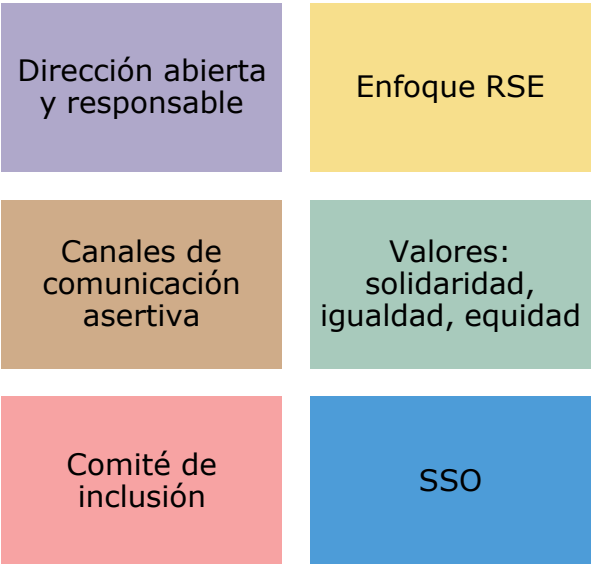 Dirección abierta
y responsable
Enfoque RSE
Canales de
comunicación
asertiva
Valores:
solidaridad,
igualdad, equidad
Comité de
inclusión
SSO